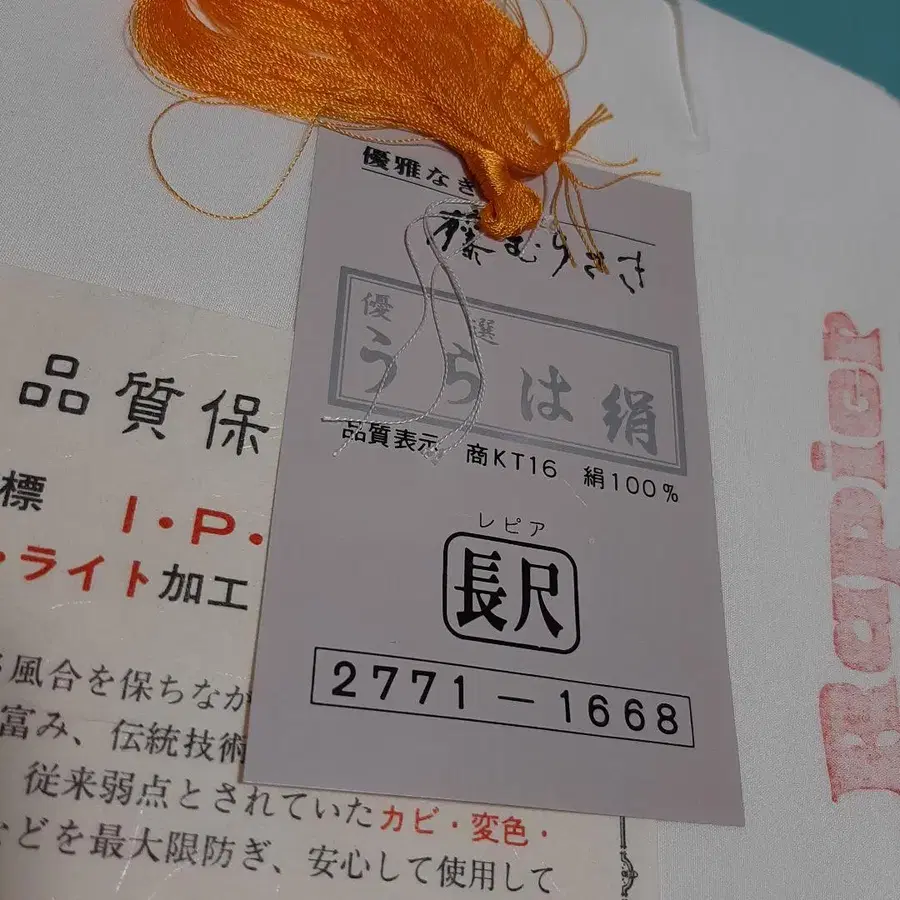 優雅なき
藤むらさき
優選
うらは絹
品質表示 商KT16 絹100%
レピア
長尺
2771－1668
品質保
標 I・P・
・ライト加工
風合を保ちなが
富み、伝統技術
従来弱点とされていたカビ・変色・
などを最大限防ぎ、安心して使用して
Rapier